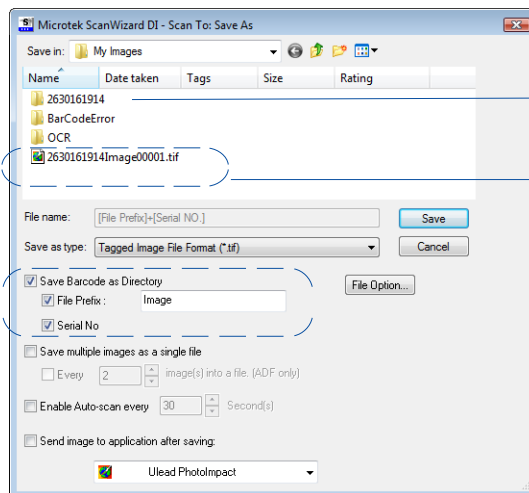 Microtek ScanWizard DI - Scan To: Save As
Save in: My Images
Name Date taken Tags Size Rating
2630161914
BarCodeError
OCR
2630161914Image00001.tif
File name: [File Prefix]+[Serial NO.] Save
Save as type: Tagged Image File Format (*.tif) Cancel
Save Barcode as Directory File Option...
File Prefix : Image
Serial No
Save multiple images as a single file
Every 2 image(s) into a file. (ADF only)
Enable Auto-scan every 30 Second(s)
Send image to application after saving:
Ulead PhotoImpact